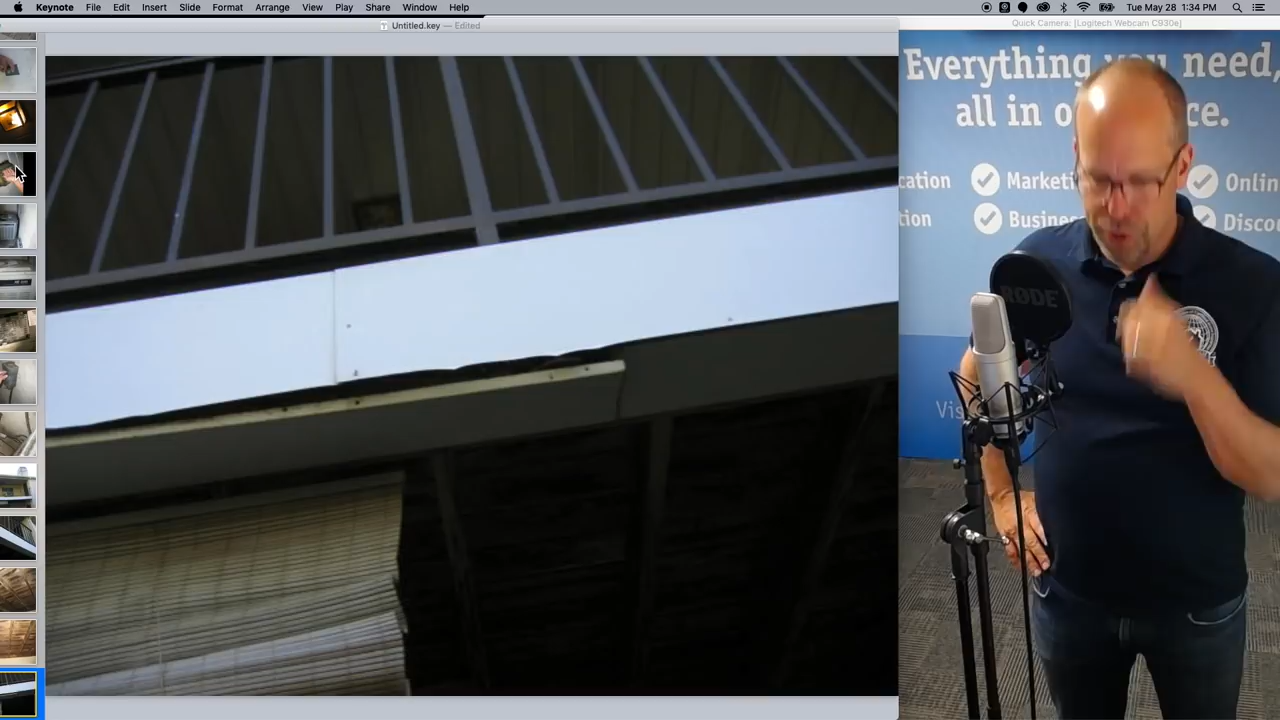 Keynote File Edit Insert Slide Format Arrange View Play Share Window Help
Tue May 28 1:34 PM
Untitled.key — Edited
Quick Camera: [Logitech Webcam C930e]
Everything you need,
all in o ce.
cation Marketi Onlin
tion Busine Disco
RØDE
Vis